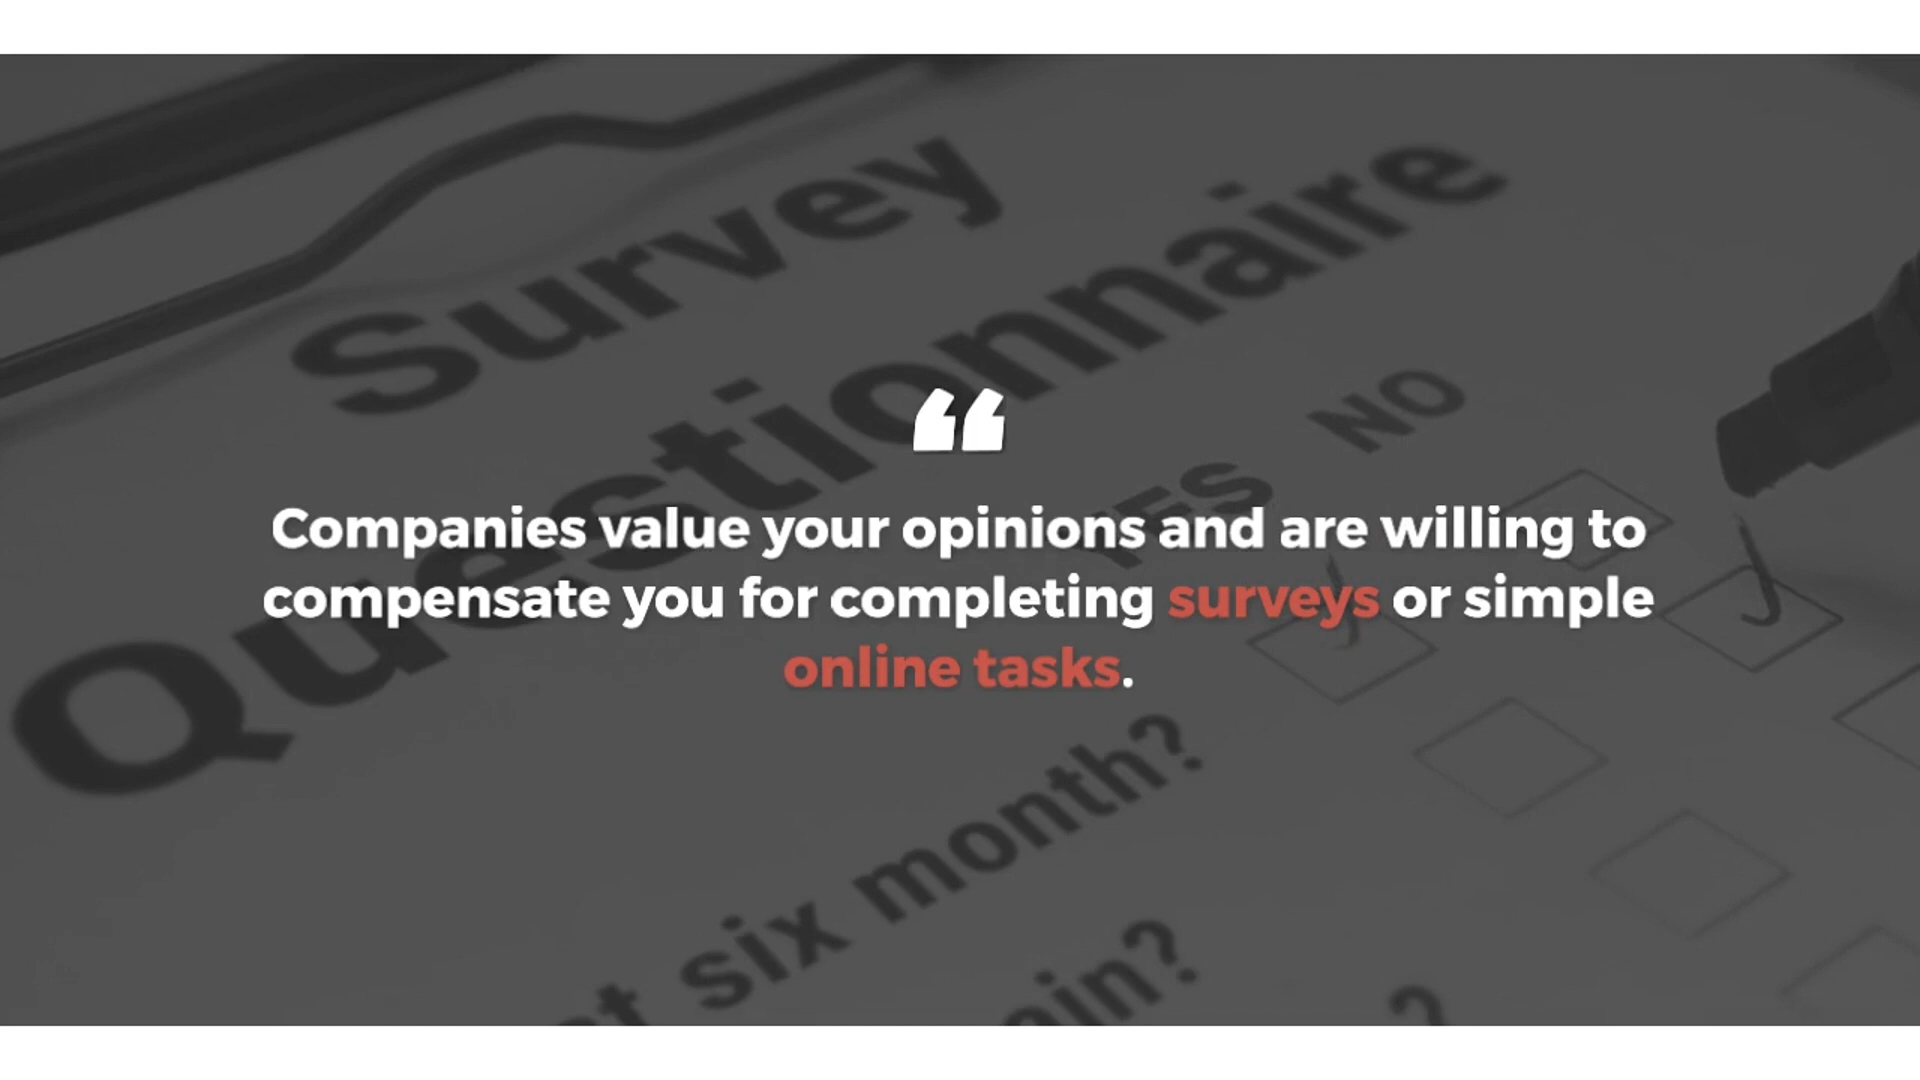 Survey
Questionnaire
YES NO
“
Companies value your opinions and are willing to
compensate you for completing surveys or simple
online tasks.
six month?
?